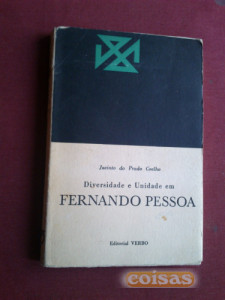 Jacinto do Prado Coelho
Diversidade e Unidade em
FERNANDO PESSOA
Editorial VERBO
coisas